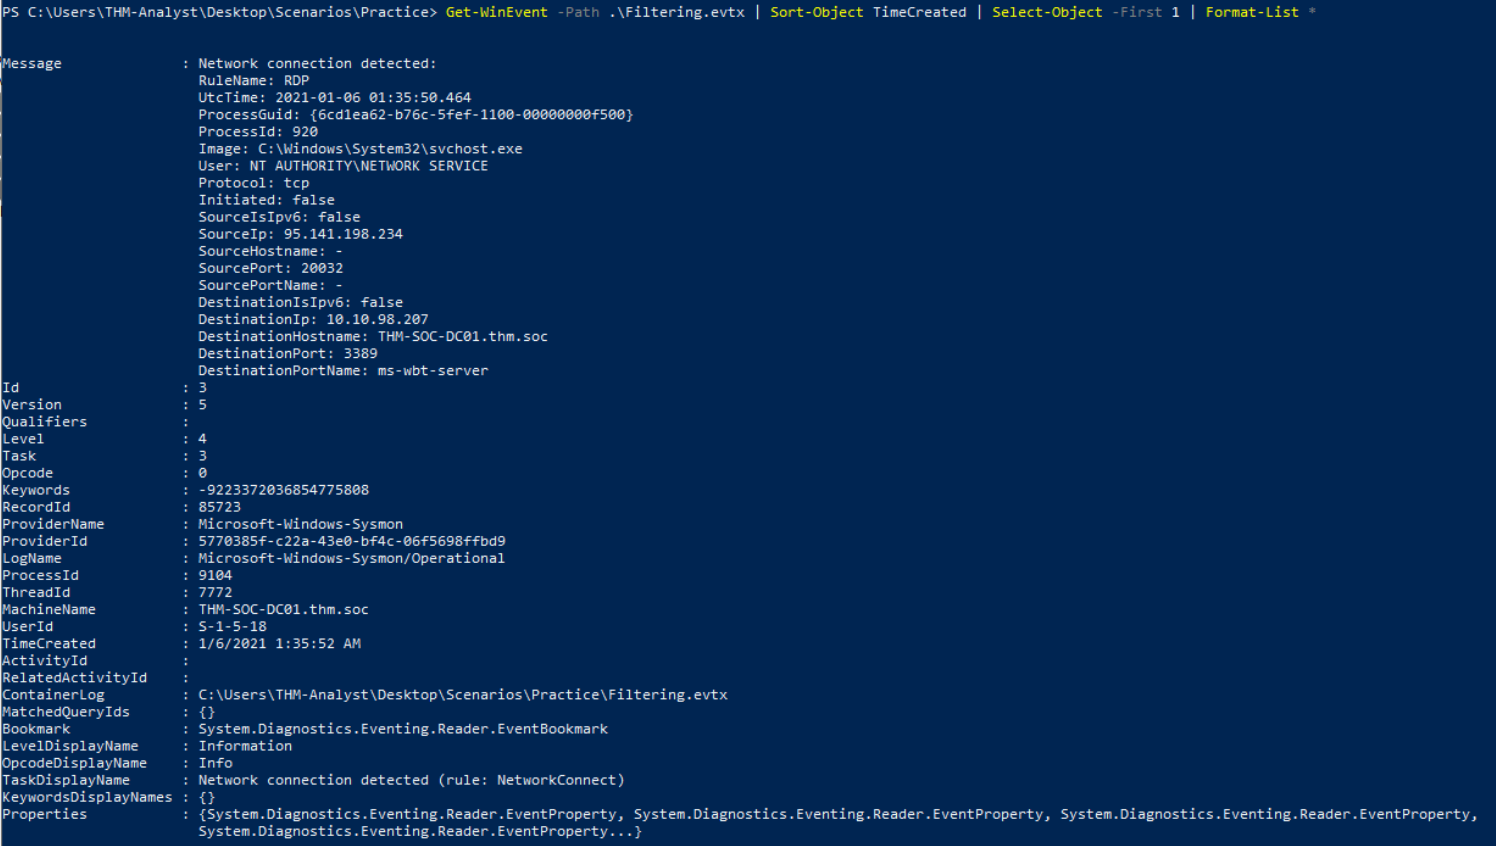 PS C:\Users\THM-Analyst\Desktop\Scenarios\Practice> Get-WinEvent -Path .\Filtering.evtx | Sort-Object TimeCreated | Select-Object -First 1 | Format-List *
Message : Network connection detected:
RuleName: RDP
UtcTime: 2021-01-06 01:35:50.464
ProcessGuid: {6cd1ea62-b76c-5fef-1100-00000000f500}
ProcessId: 920
Image: C:\Windows\System32\svchost.exe
User: NT AUTHORITY\NETWORK SERVICE
Protocol: tcp
Initiated: false
SourceIsIpv6: false
SourceIp: 95.141.198.234
SourceHostname: -
SourcePort: 20032
SourcePortName: -
DestinationIsIpv6: false
DestinationIp: 10.10.98.207
DestinationHostname: THM-SOC-DC01.thm.soc
DestinationPort: 3389
DestinationPortName: ms-wbt-server
Id : 3
Version : 5
Qualifiers :
Level : 4
Task : 3
Opcode : 0
Keywords : -9223372036854775808
RecordId : 85723
ProviderName : Microsoft-Windows-Sysmon
ProviderId : 5770385f-c22a-43e0-bf4c-06f5698ffbd9
LogName : Microsoft-Windows-Sysmon/Operational
ProcessId : 9104
ThreadId : 7772
MachineName : THM-SOC-DC01.thm.soc
UserId : S-1-5-18
TimeCreated : 1/6/2021 1:35:52 AM
ActivityId :
RelatedActivityId :
ContainerLog : C:\Users\THM-Analyst\Desktop\Scenarios\Practice\Filtering.evtx
MatchedQueryIds : {}
Bookmark : System.Diagnostics.Eventing.Reader.EventBookmark
LevelDisplayName : Information
OpcodeDisplayName : Info
TaskDisplayName : Network connection detected (rule: NetworkConnect)
KeywordsDisplayNames : {}
Properties : {System.Diagnostics.Eventing.Reader.EventProperty, System.Diagnostics.Eventing.Reader.EventProperty, System.Diagnostics.Eventing.Reader.EventProperty,
System.Diagnostics.Eventing.Reader.EventProperty...}